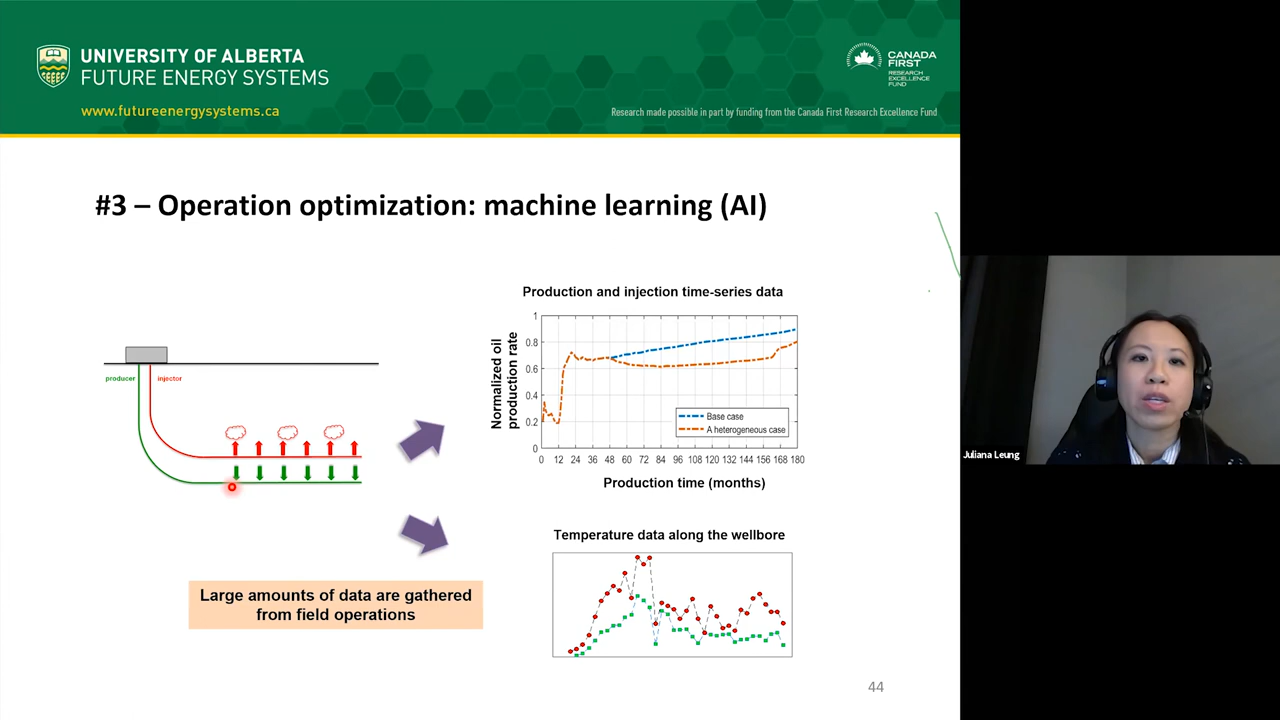 UNIVERSITY OF ALBERTA
FUTURE ENERGY SYSTEMS
www.futureenergysystems.ca
CANADA
FIRST
RESEARCH
EXCELLENCE
FUND
Research made possible in part by funding from the Canada First Research Excellence Fund
#3 – Operation optimization: machine learning (AI)
producer
injector
Large amounts of data are gathered
from field operations
Production and injection time-series data
Normalized oil
production rate
1
0.8
0.6
0.4
0.2
0
Base case
A heterogeneous case
0 12 24 36 48 60 72 84 96 108 120 132 144 156 168 180
Production time (months)
Temperature data along the wellbore
44
Juliana Leung